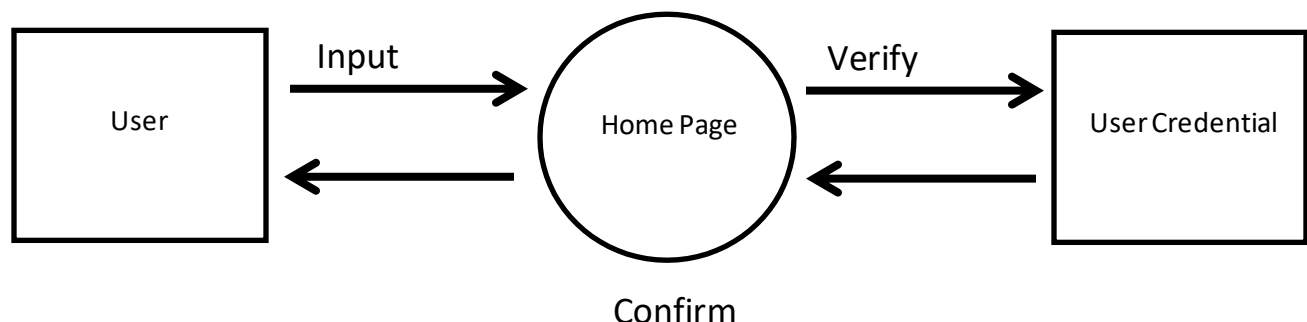 Input
Verify
User
Home Page
User Credential
Confirm